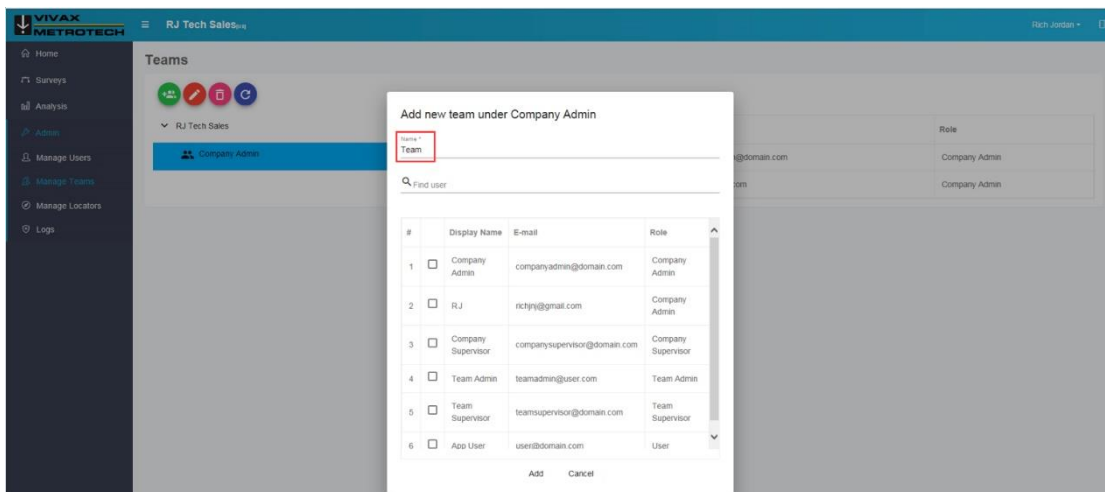 VIVAX
METROTECH
RJ Tech Sales
Rich Jordan
Home
Surveys
Analysis
Admin
Manage Users
Manage Teams
Manage Locators
Logs
Teams
RJ Tech Sales
Company Admin
Role
@domain.com Company Admin
com Company Admin
Add new team under Company Admin
Name *
Team
Find user
# Display Name E-mail Role
1 Company Admin companyadmin@domain.com Company Admin
2 RJ richjnj@gmail.com Company Admin
3 Company Supervisor companysupervisor@domain.com Company Supervisor
4 Team Admin teamadmin@user.com Team Admin
5 Team Supervisor teamsupervisor@domain.com Team Supervisor
6 App User user@domain.com User
Add Cancel